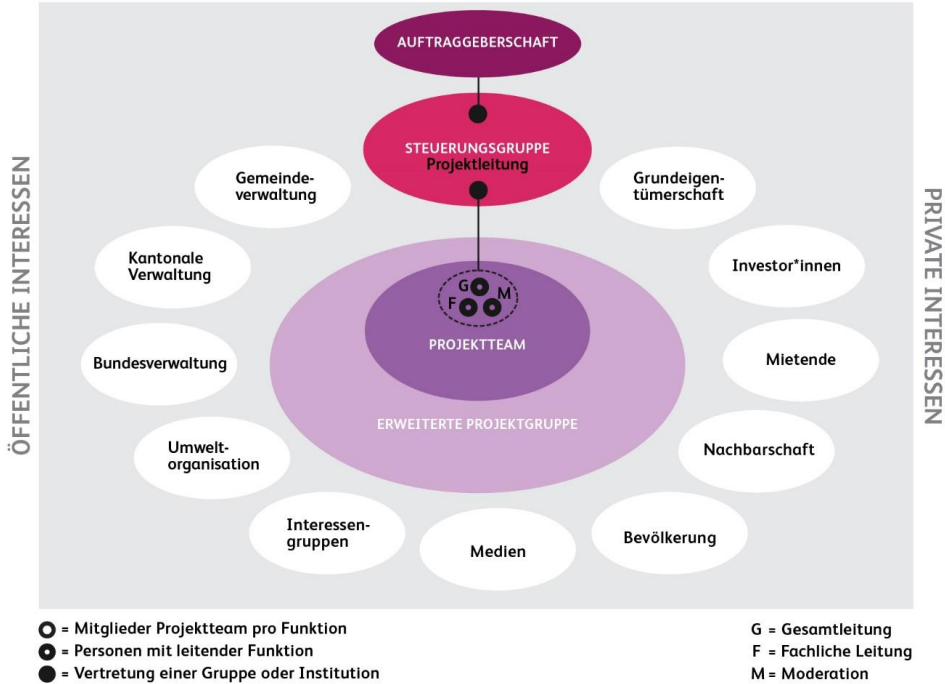 AUFTRAGGEBERSCHAFT
STEUERUNGSGRUPPE
Projektleitung
Gemeinde-
verwaltung
Grundeigen-
tümerschaft
Kantonale
Verwaltung
Investor*innen
G
M
F
PROJEKTTEAM
Bundesverwaltung
Mietende
ERWEITERTE PROJEKTGRUPPE
Umwelt-
organisation
Nachbarschaft
Interessen-
gruppen
Medien
Bevölkerung
ÖFFENTLICHE INTERESSEN
PRIVATE INTERESSEN
= Mitglieder Projektteam pro Funktion
= Personen mit leitender Funktion
= Vertretung einer Gruppe oder Institution
G = Gesamtleitung
F = Fachliche Leitung
M = Moderation